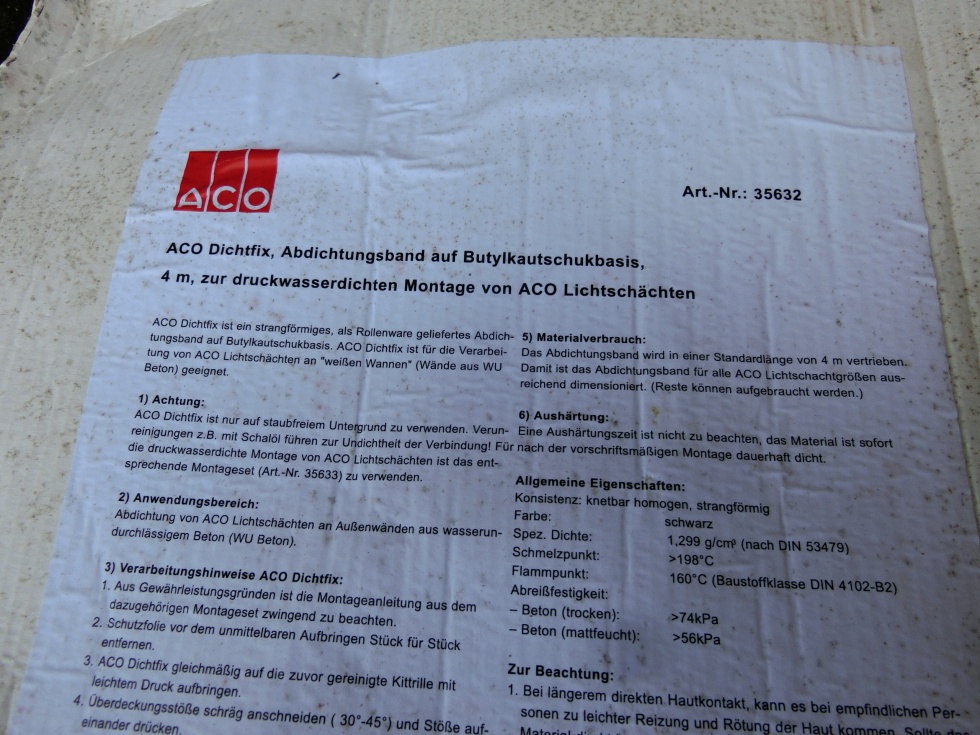 ACO
Art.-Nr.: 35632
ACO Dichtfix, Abdichtungsband auf Butylkautschukbasis,
4 m, zur druckwasserdichten Montage von ACO Lichtschächten
ACO Dichtfix ist ein strangförmiges, als Rollenware geliefertes Abdich-
tungsband auf Butylkautschukbasis. ACO Dichtfix ist für die Verarbei-
tung von ACO Lichtschächten an "weißen Wannen" (Wände aus WU
Beton) geeignet.
1) Achtung:
ACO Dichtfix ist nur auf staubfreiem Untergrund zu verwenden. Verun-
reinigungen z.B. mit Schalöl führen zur Undichtheit der Verbindung! Für
die druckwasserdichte Montage von ACO Lichtschächten ist das ent-
sprechende Montageset (Art.-Nr. 35633) zu verwenden.
2) Anwendungsbereich:
Abdichtung von ACO Lichtschächten an Außenwänden aus wasserun-
durchlässigem Beton (WU Beton).
3) Verarbeitungshinweise ACO Dichtfix:
1. Aus Gewährleistungsgründen ist die Montageanleitung aus dem
dazugehörigen Montageset zwingend zu beachten.
2. Schutzfolie vor dem unmittelbaren Aufbringen Stück für Stück
entfernen.
3. ACO Dichtfix gleichmäßig auf die zuvor gereinigte Kittrille mit
leichtem Druck aufbringen.
4. Überdeckungsstöße schräg anschneiden ( 30°-45°) und Stöße auf-
einander drücken.
5) Materialverbrauch:
Das Abdichtungsband wird in einer Standardlänge von 4 m vertrieben.
Damit ist das Abdichtungsband für alle ACO Lichtschachtgrößen aus-
reichend dimensioniert. (Reste können aufgebraucht werden.)
6) Aushärtung:
Eine Aushärtungszeit ist nicht zu beachten, das Material ist sofort
nach der vorschriftsmäßigen Montage dauerhaft dicht.
Allgemeine Eigenschaften:
Konsistenz: knetbar homogen, strangförmig
Farbe: schwarz
Spez. Dichte: 1,299 g/cm³ (nach DIN 53479)
Schmelzpunkt: >198°C
Flammpunkt: 160°C (Baustoffklasse DIN 4102-B2)
Abreißfestigkeit:
– Beton (trocken): >74kPa
– Beton (mattfeucht): >56kPa
Zur Beachtung:
1. Bei längerem direkten Hautkontakt, kann es bei empfindlichen Per-
sonen zu leichter Reizung und Rötung der Haut kommen. Sollte